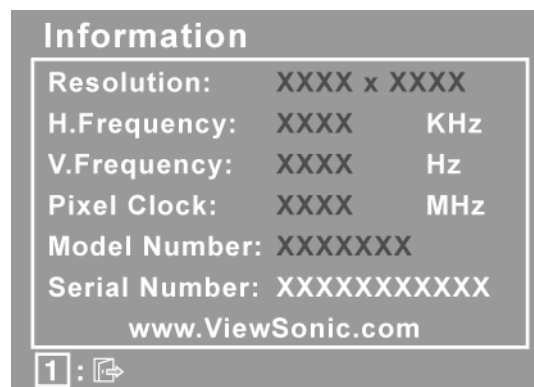 Information
Resolution: XXXX x XXXX
H.Frequency: XXXX KHz
V.Frequency: XXXX Hz
Pixel Clock: XXXX MHz
Model Number: XXXXXXX
Serial Number: XXXXXXXXXXX
www.ViewSonic.com
1 :